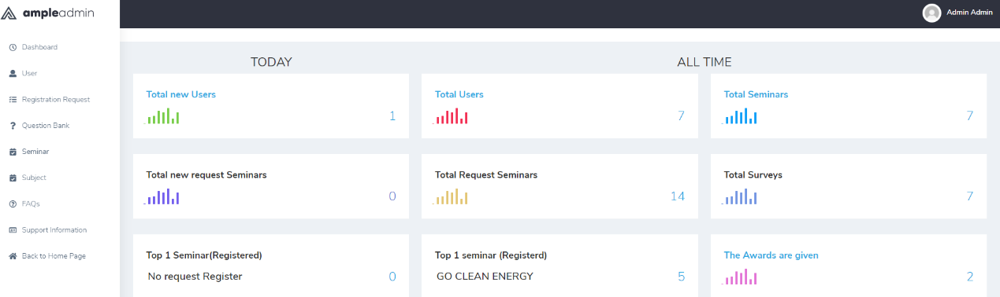 ampleadmin
Admin Admin
Dashboard
User
Registration Request
Question Bank
Seminar
Subject
FAQs
Support Information
Back to Home Page
TODAY
ALL TIME
Total new Users
1
Total Users
7
Total Seminars
7
Total new request Seminars
0
Total Request Seminars
14
Total Surveys
7
Top 1 Seminar(Registered)
No request Register
0
Top 1 seminar (Registerd)
GO CLEAN ENERGY
5
The Awards are given
2